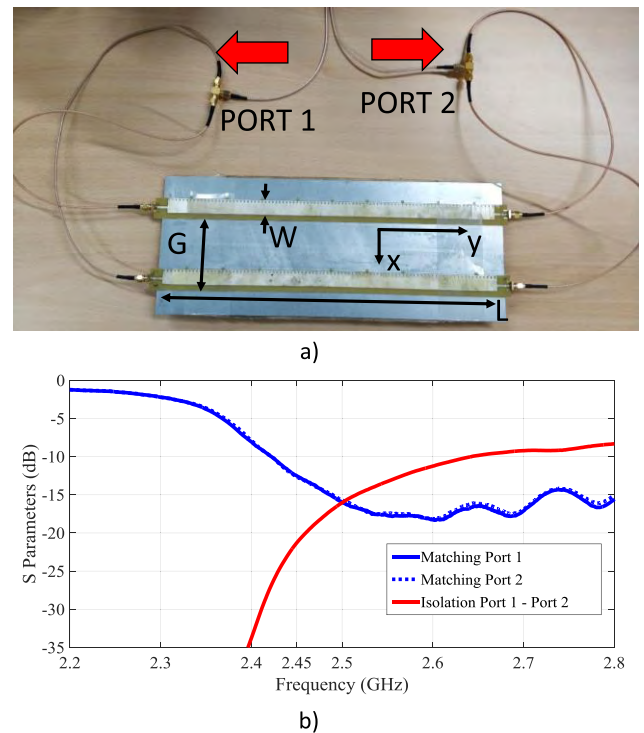 PORT 1
PORT 2
G
W
x
y
L
a)
0
-5
-10
-15
-20
-25
-30
-35
S Parameters (dB)
Matching Port 1
Matching Port 2
Isolation Port 1 - Port 2
2.2
2.3
2.4
2.45
2.5
2.6
2.7
2.8
Frequency (GHz)
b)